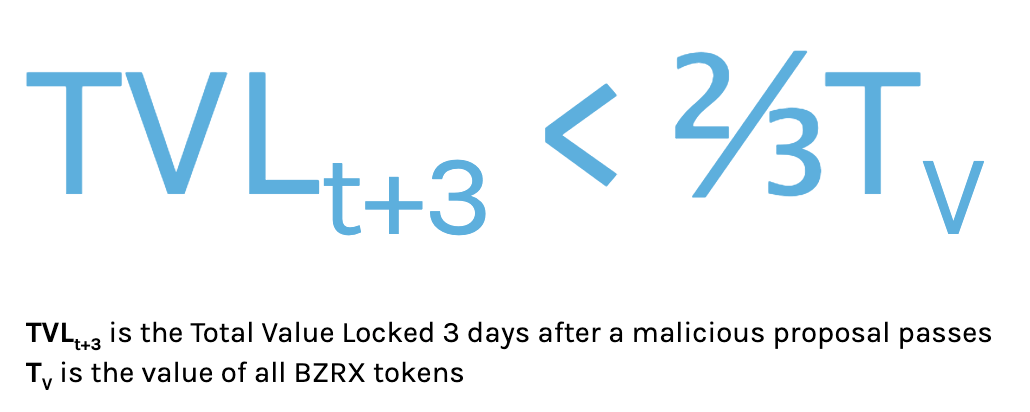 TVLt+3 < ⅔TV
TVLt+3 is the Total Value Locked 3 days after a malicious proposal passes
TV is the value of all BZRX tokens